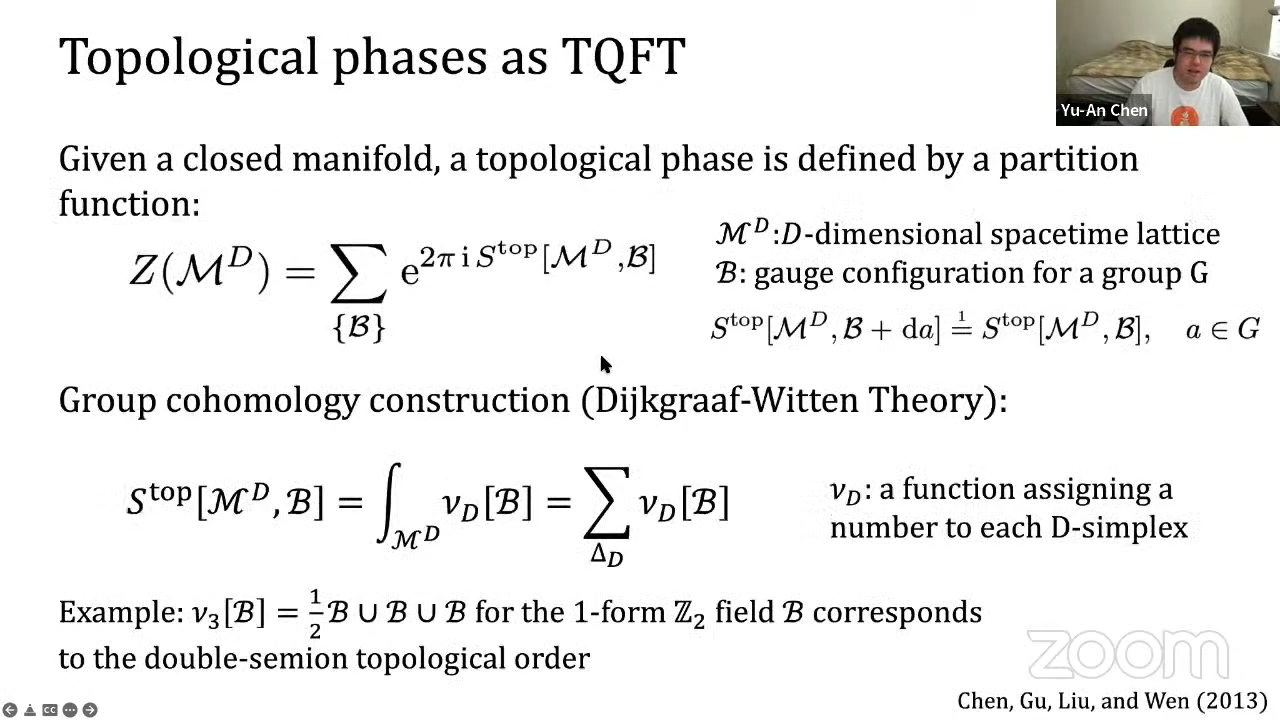 Topological phases as TQFT
Yu-An Chen
Given a closed manifold, a topological phase is defined by a partition
function:
Z(ℳ^D) = ∑_{{ℬ}} e^{2π i S^top[ℳ^D,ℬ]}
ℳ^D:D-dimensional spacetime lattice
ℬ: gauge configuration for a group G
S^top[ℳ^D, ℬ + da] \overset{1}{=} S^top[ℳ^D, ℬ], a ∈ G
Group cohomology construction (Dijkgraaf-Witten Theory):
S^top[ℳ^D, ℬ] = ∫_{ℳ^D} ν_D[ℬ] = ∑_{Δ_D} ν_D[ℬ]
ν_D: a function assigning a
number to each D-simplex
Example: ν_3[ℬ] = 1/2 ℬ ∪ ℬ ∪ ℬ for the 1-form ℤ_2 field ℬ corresponds
to the double-semion topological order
zoom
Chen, Gu, Liu, and Wen (2013)
CC